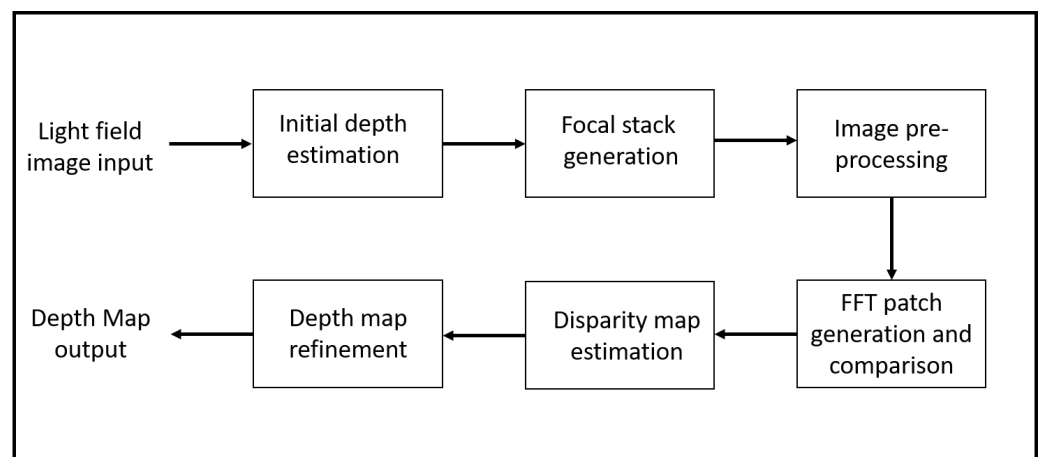 Light field
image input
Initial depth
estimation
Focal stack
generation
Image pre-
processing
FFT patch
generation and
comparison
Disparity map
estimation
Depth map
refinement
Depth Map
output